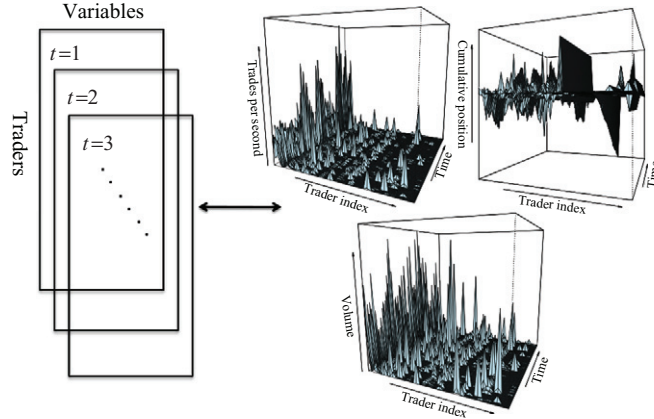 Variables
Traders
t=1
t=2
t=3
Trades per second
Trader index
Time
Cumulative position
Trader index
Time
Volume
Trader index
Time